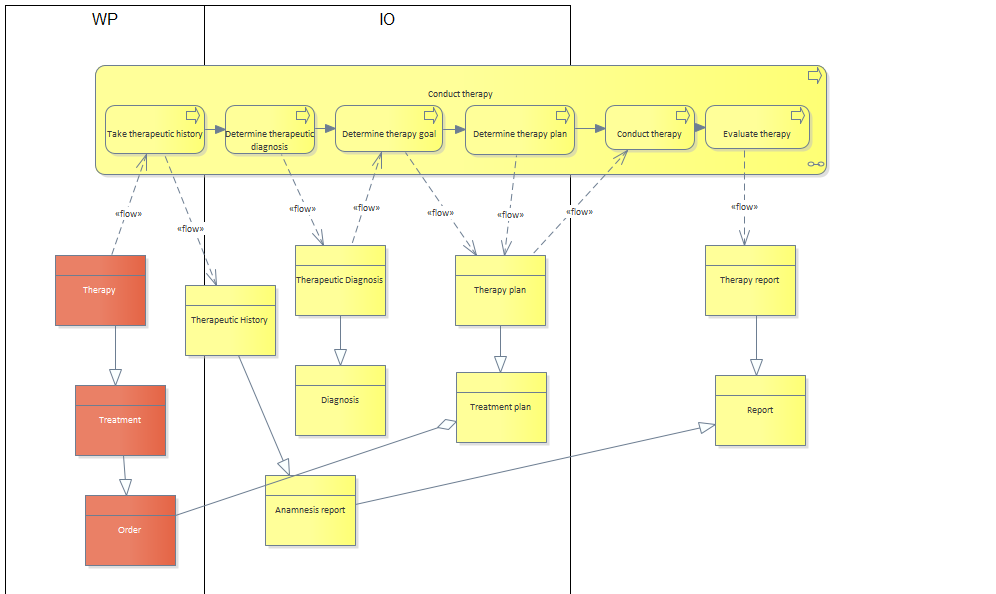 WP
IO
Conduct therapy
Take therapeutic history
Determine therapeutic
diagnosis
Determine therapy goal
Determine therapy plan
Conduct therapy
Evaluate therapy
«flow»
«flow»
«flow»
«flow»
«flow»
«flow»
«flow»
«flow»
Therapy
Therapeutic History
Therapeutic Diagnosis
Therapy plan
Therapy report
Treatment
Diagnosis
Treatment plan
Report
Order
Anamnesis report